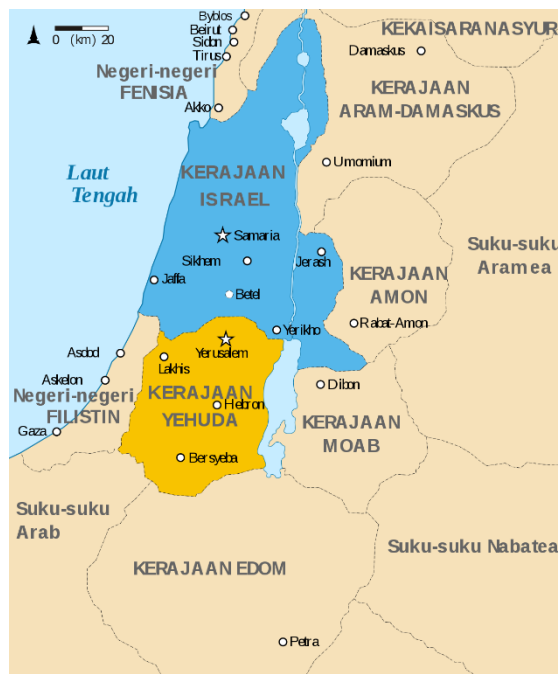 Byblos
Beirut
Sidon
Tirus
0 (km) 20
KEKAISARAN ASYUR
Damaskus
Negeri-negeri
FENISIA
KERAJAAN
ARAM-DAMASKUS
Akko
Umomium
Laut
Tengah
KERAJAAN
ISRAEL
Samaria
Sikhem
Jerash
Suku-suku
Aramea
Jaffa
Betel
KERAJAAN
AMON
Yerikho
Rabat-Amon
Yerusalem
Asdod
Lakhis
Askelon
Negeri-negeri
FILISTIN
KERAJAAN
YEHUDA
Hebron
Dibon
Gaza
KERAJAAN
MOAB
Bersyeba
Suku-suku
Arab
Suku-suku Nabatea
KERAJAAN EDOM
Petra